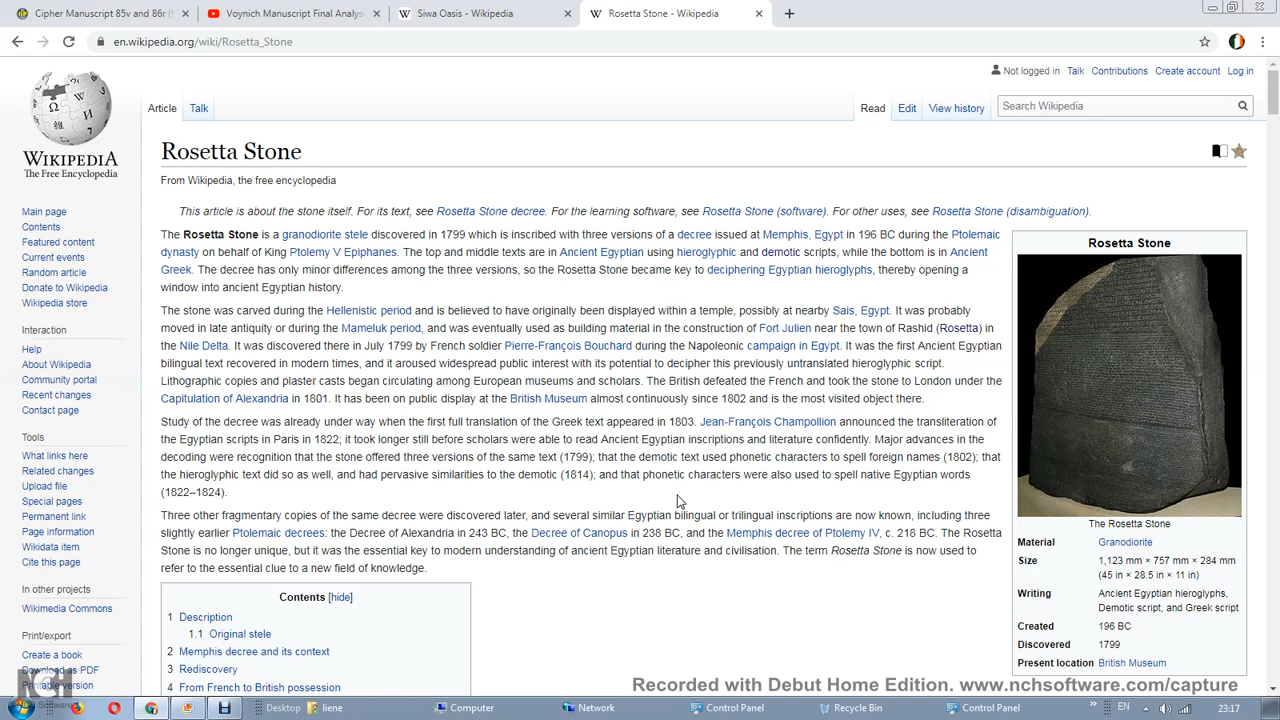 Cipher Manuscript 85v and 86r (
Voynich Manuscript Final Analysi
Siwa Oasis - Wikipedia
Rosetta Stone - Wikipedia
en.wikipedia.org/wiki/Rosetta_Stone
Not logged in Talk Contributions Create account Log in
Article Talk
Read Edit View history
Search Wikipedia
WIKIPEDIA
The Free Encyclopedia
Main page
Contents
Featured content
Current events
Random article
Donate to Wikipedia
Wikipedia store
Interaction
Help
About Wikipedia
Community portal
Recent changes
Contact page
Tools
What links here
Related changes
Upload file
Special pages
Permanent link
Page information
Wikidata item
Cite this page
In other projects
Wikimedia Commons
Print/export
Create a book
Download as PDF
Printable version
Rosetta Stone
From Wikipedia, the free encyclopedia
This article is about the stone itself. For its text, see Rosetta Stone decree. For the learning software, see Rosetta Stone (software). For other uses, see Rosetta Stone (disambiguation).
The Rosetta Stone is a granodiorite stele discovered in 1799 which is inscribed with three versions of a decree issued at Memphis, Egypt in 196 BC during the Ptolemaic
dynasty on behalf of King Ptolemy V Epiphanes. The top and middle texts are in Ancient Egyptian using hieroglyphic and demotic scripts, while the bottom is in Ancient
Greek. The decree has only minor differences among the three versions, so the Rosetta Stone became key to deciphering Egyptian hieroglyphs, thereby opening a
window into ancient Egyptian history.
The stone was carved during the Hellenistic period and is believed to have originally been displayed within a temple, possibly at nearby Sais, Egypt. It was probably
moved in late antiquity or during the Mameluk period, and was eventually used as building material in the construction of Fort Julien near the town of Rashid (Rosetta) in
the Nile Delta. It was discovered there in July 1799 by French soldier Pierre-François Bouchard during the Napoleonic campaign in Egypt. It was the first Ancient Egyptian
bilingual text recovered in modern times, and it aroused widespread public interest with its potential to decipher this previously untranslated hieroglyphic script.
Lithographic copies and plaster casts began circulating among European museums and scholars. The British defeated the French and took the stone to London under the
Capitulation of Alexandria in 1801. It has been on public display at the British Museum almost continuously since 1802 and is the most visited object there.
Study of the decree was already under way when the first full translation of the Greek text appeared in 1803. Jean-François Champollion announced the transliteration of
the Egyptian scripts in Paris in 1822; it took longer still before scholars were able to read Ancient Egyptian inscriptions and literature confidently. Major advances in the
decoding were recognition that the stone offered three versions of the same text (1799); that the demotic text used phonetic characters to spell foreign names (1802); that
the hieroglyphic text did so as well, and had pervasive similarities to the demotic (1814); and that phonetic characters were also used to spell native Egyptian words
(1822–1824).
Three other fragmentary copies of the same decree were discovered later, and several similar Egyptian bilingual or trilingual inscriptions are now known, including three
slightly earlier Ptolemaic decrees: the Decree of Alexandria in 243 BC, the Decree of Canopus in 238 BC, and the Memphis decree of Ptolemy IV, c. 218 BC. The Rosetta
Stone is no longer unique, but it was the essential key to modern understanding of ancient Egyptian literature and civilisation. The term Rosetta Stone is now used to
refer to the essential clue to a new field of knowledge.
Contents [hide]
1 Description
1.1 Original stele
2 Memphis decree and its context
3 Rediscovery
4 From French to British possession
Rosetta Stone
The Rosetta Stone
Material Granodiorite
Size 1,123 mm × 757 mm × 284 mm
(45 in × 28.5 in × 11 in)
Writing Ancient Egyptian hieroglyphs,
Demotic script, and Greek script
Created 196 BC
Discovered 1799
Present location British Museum
Recorded with Debut Home Edition. www.nchsoftware.com/capture
Desktop liene Computer Network Control Panel Recycle Bin Control Panel EN 23:17